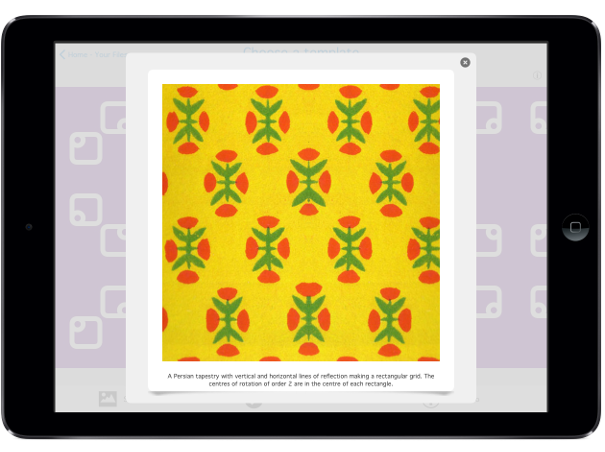 Choose a template
A Persian tapestry with vertical and horizontal lines of reflection making a rectangular grid. The
centres of rotation of order 2 are in the centre of each rectangle.